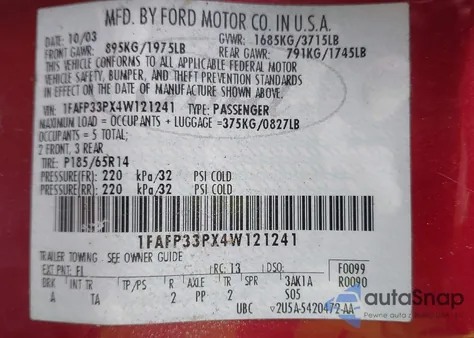 MFD. BY FORD MOTOR CO. IN U.S.A.
DATE: 10/03 GVWR: 1685KG/3715LB
FRONT GAWR: 895KG/1975LB REAR GAWR: 791KG/1745LB
THIS VEHICLE CONFORMS TO ALL APPLICABLE FEDERAL MOTOR
VEHICLE SAFETY, BUMPER, AND THEFT PREVENTION STANDARDS
IN EFFECT ON THE DATE OF MANUFACTURE SHOWN ABOVE.
VIN: 1FAFP33PX4W121241 TYPE: PASSENGER
MAXIMUM LOAD = OCCUPANTS + LUGGAGE =375KG/0827LB
OCCUPANTS = 5 TOTAL;
2 FRONT, 3 REAR
TIRE: P185/65R14
PRESSURE(FR): 220 kPa/32 PSI COLD
PRESSURE(RR): 220 kPa/32 PSI COLD
1FAFP33PX4W121241
TRAILER TOWING - SEE OWNER GUIDE
EXT PNT: FL RC: 13 DSO: F0099
BRK INT TR TP/PS R AXLE TR SPR 3AK1A R0090
A TA 2 PP 2 S05
UBC 2U5A-5420472-AA
autoSnap
Pewne auto z